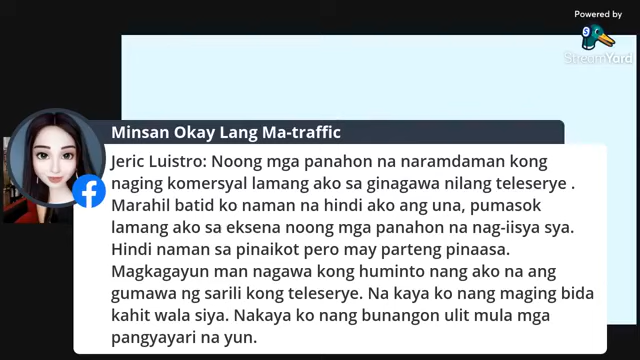 Powered by
StreamYard
Minsan Okay Lang Ma-traffic
Jeric Luistro: Noong mga panahon na naramdaman kong
naging komersyal lamang ako sa ginagawa nilang teleserye .
Marahil batid ko naman na hindi ako ang una, pumasok
lamang ako sa eksena noong mga panahon na nag-iisya sya.
Hindi naman sa pinaikot pero may parteng pinaasa.
Magkagayun man nagawa kong huminto nang ako na ang
gumawa ng sarili kong teleserye. Na kaya ko nang maging bida
kahit wala siya. Nakaya ko nang bunangon ulit mula mga
pangyayari na yun.